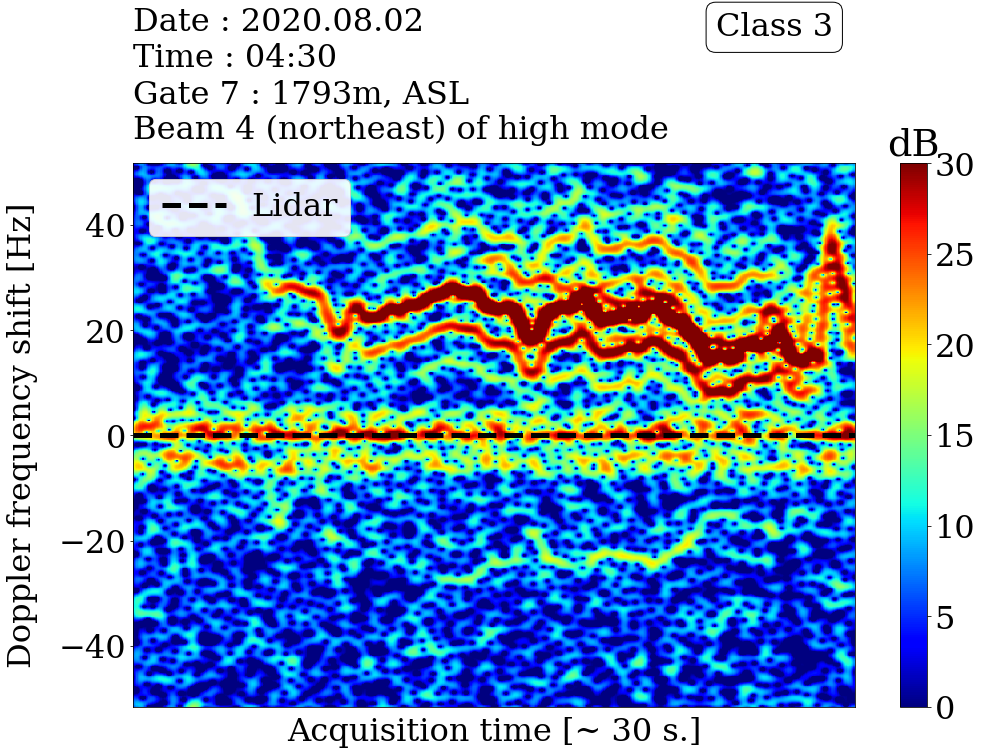 Date : 2020.08.02
Time : 04:30
Gate 7 : 1793m, ASL
Beam 4 (northeast) of high mode
Class 3
dB
Lidar
Doppler frequency shift [Hz]
40
20
0
−20
−40
Acquisition time [~ 30 s.]
30
25
20
15
10
5
0